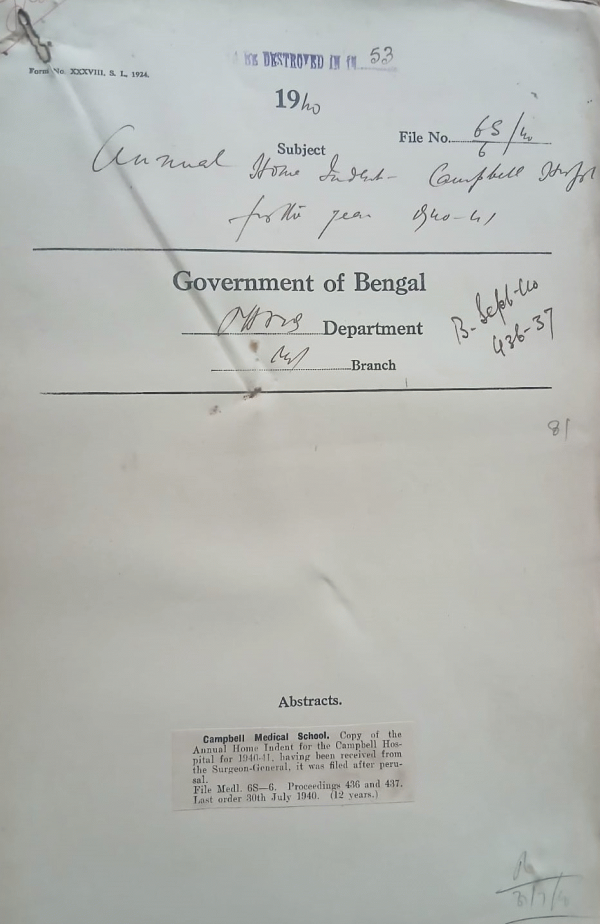 BE DESTROYED IN 19 53
Form No. XXXVIII, S. I., 1924.
1940
File No. 6S/40
6
Subject
Annual Home Indent - Campbell
for the year 1940-41
Government of Bengal
Department
B. Sept-40
436-37
Branch
81
Abstracts.
Campbell Medical School. Copy of the
Annual Home Indent for the Campbell Hos-
pital for 1940-41, having been received from
the Surgeon-General, it was filed after peru-
sal.
File Medl. 6S—6. Proceedings 436 and 437.
Last order 30th July 1940. (12 years.)